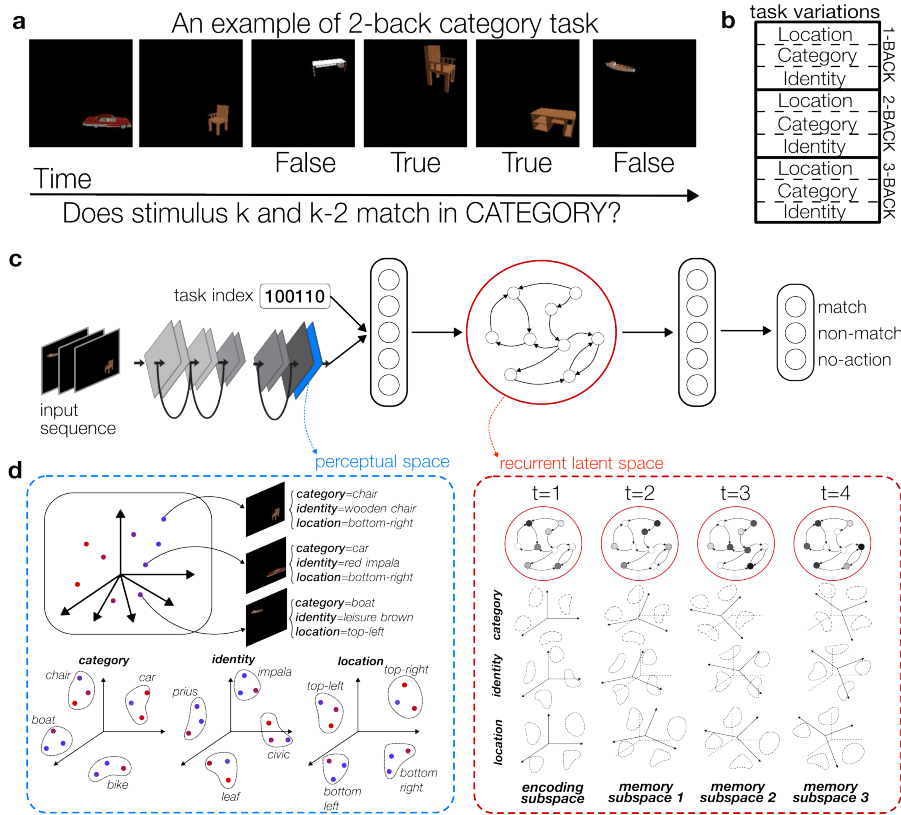 a
An example of 2-back category task
False
True
True
False
Time
Does stimulus k and k-2 match in CATEGORY?
b
task variations
Location
Category
Identity
1-BACK
Location
Category
Identity
2-BACK
Location
Category
Identity
3-BACK
c
task index
100110
input
sequence
match
non-match
no-action
perceptual space
recurrent latent space
d
category=chair
identity=wooden chair
location=bottom-right
category=car
identity=red impala
location=bottom-right
category=boat
identity=leisure brown
location=top-left
category
chair
car
boat
bike
identity
impala
prius
civic
leaf
location
top-right
top-left
bottom
left
bottom
right
t=1
t=2
t=3
t=4
category
identity
location
encoding
subspace
memory
subspace 1
memory
subspace 2
memory
subspace 3